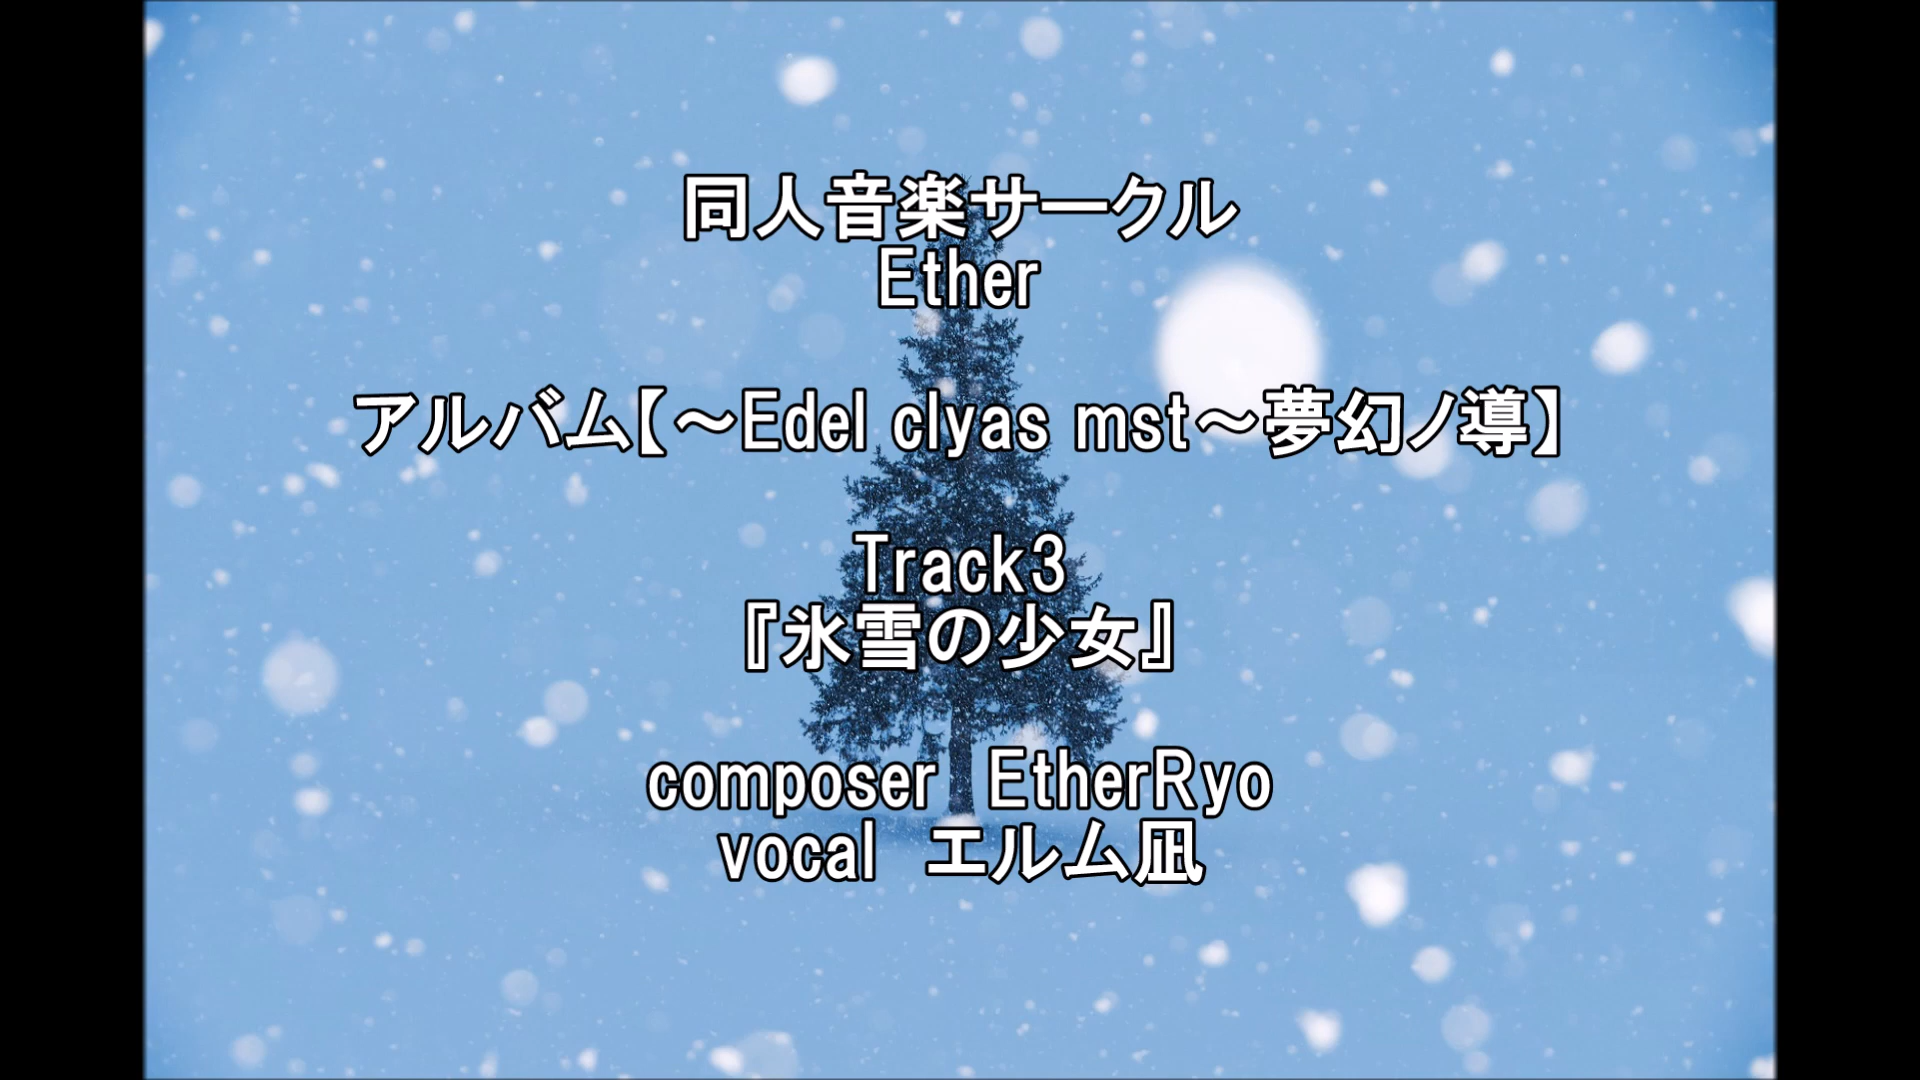 同人音楽サークル
Ether
アルバム【～Edel clyas mst～夢幻ノ導】
Track3
『氷雪の少女』
composer　EtherRyo
vocal　エルム凪